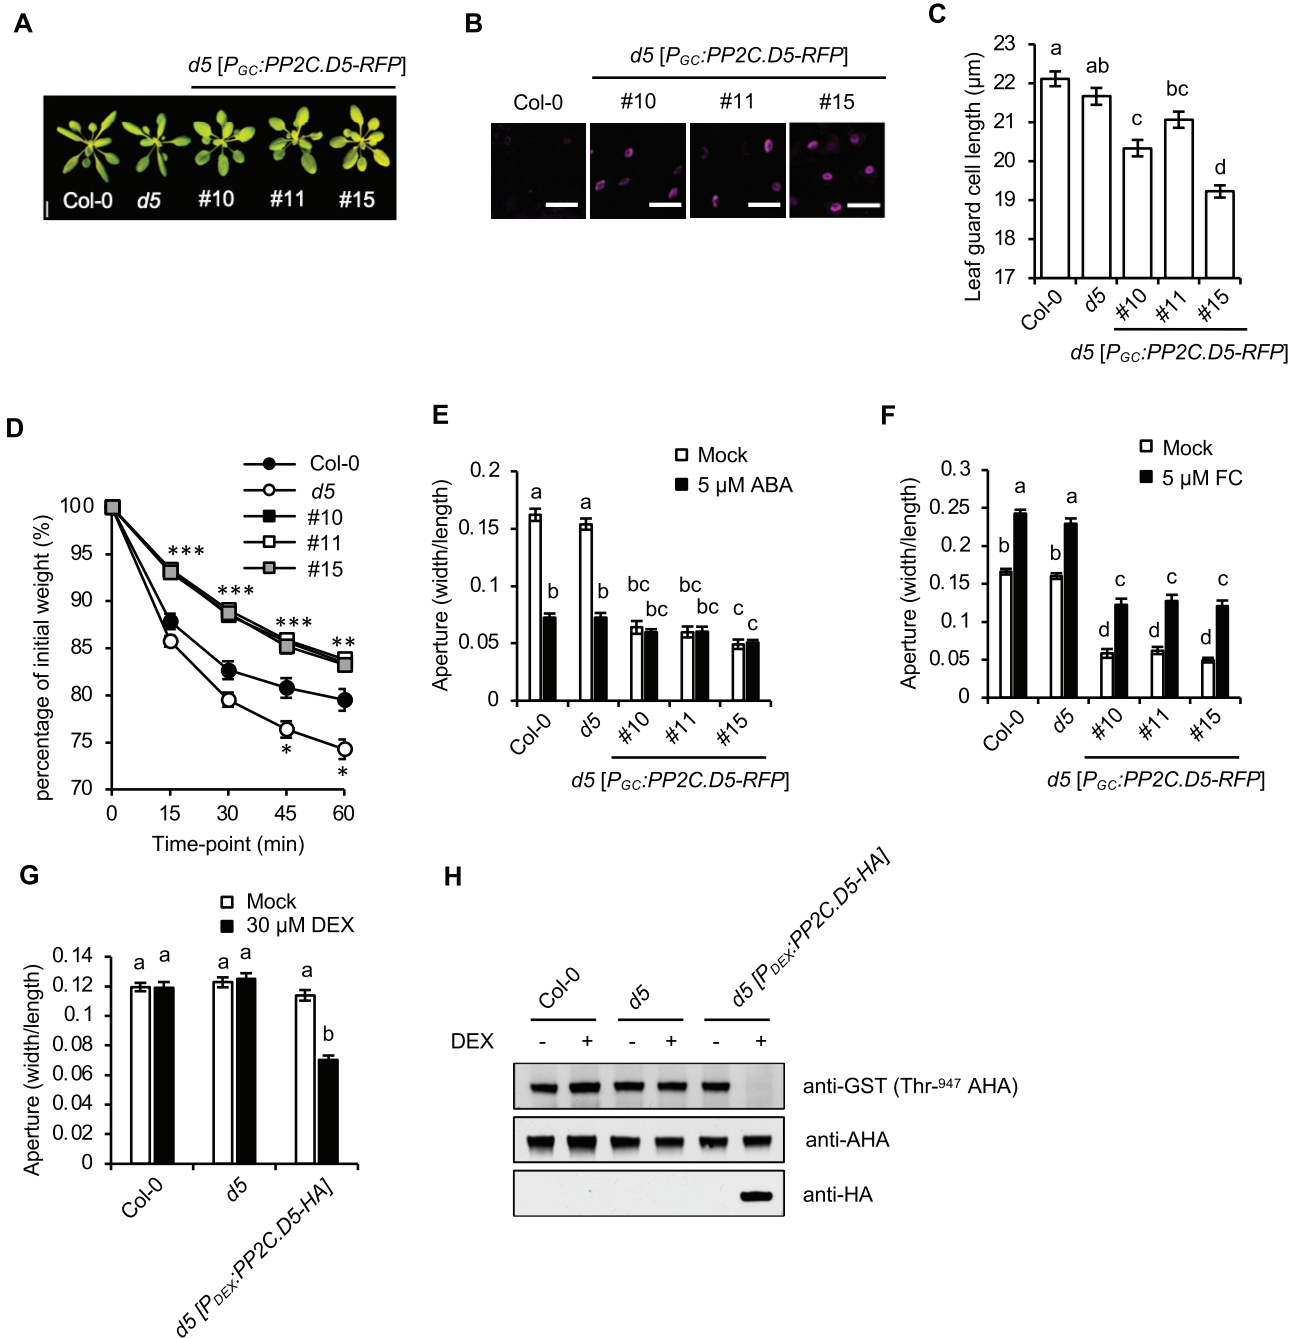 A
d5 [PGC:PP2C.D5-RFP]
Col-0 d5 #10 #11 #15
B
d5 [PGC:PP2C.D5-RFP]
Col-0 #10 #11 #15
C
Leaf guard cell length (µm)
23
22
21
20
19
18
17
a ab c bc d
Col-0 d5 #10 #11 #15
d5 [PGC:PP2C.D5-RFP]
D
Col-0
d5
#10
#11
#15
percentage of initial weight (%)
100
95
90
85
80
75
70
*** *** *** **
* *
0 15 30 45 60
Time-point (min)
E
Mock
5 µM ABA
Aperture (width/length)
0.2
0.15
0.1
0.05
0
a b a b bc bc bc bc c c
Col-0 d5 #10 #11 #15
d5 [PGC:PP2C.D5-RFP]
F
Mock
5 µM FC
Aperture (width/length)
0.3
0.25
0.2
0.15
0.1
0.05
0
b a b a d c d c d c
Col-0 d5 #10 #11 #15
d5 [PGC:PP2C.D5-RFP]
G
Mock
30 µM DEX
Aperture (width/length)
0.14
0.12
0.1
0.08
0.06
0.04
0.02
0
a a a a a b
Col-0 d5 d5 [PDEX:PP2C.D5-HA]
H
Col-0 d5 d5 [PDEX:PP2C.D5-HA]
DEX - + - + - +
anti-GST (Thr-947 AHA)
anti-AHA
anti-HA